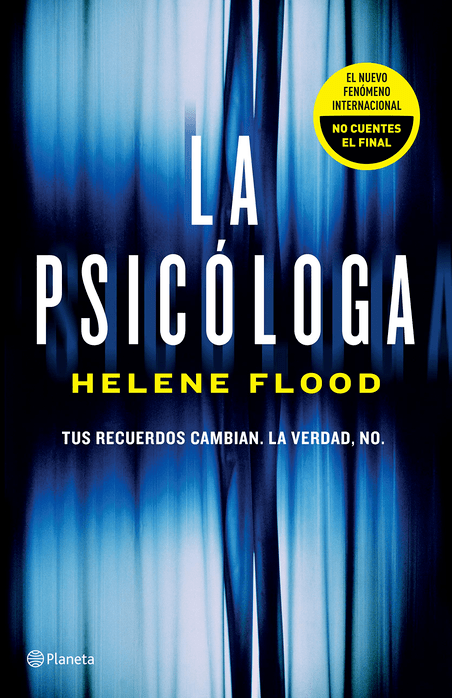 EL NUEVO
FENÓMENO
INTERNACIONAL
NO CUENTES
EL FINAL
LA
PSICÓLOGA
HELENE FLOOD
TUS RECUERDOS CAMBIAN. LA VERDAD, NO.
Planeta